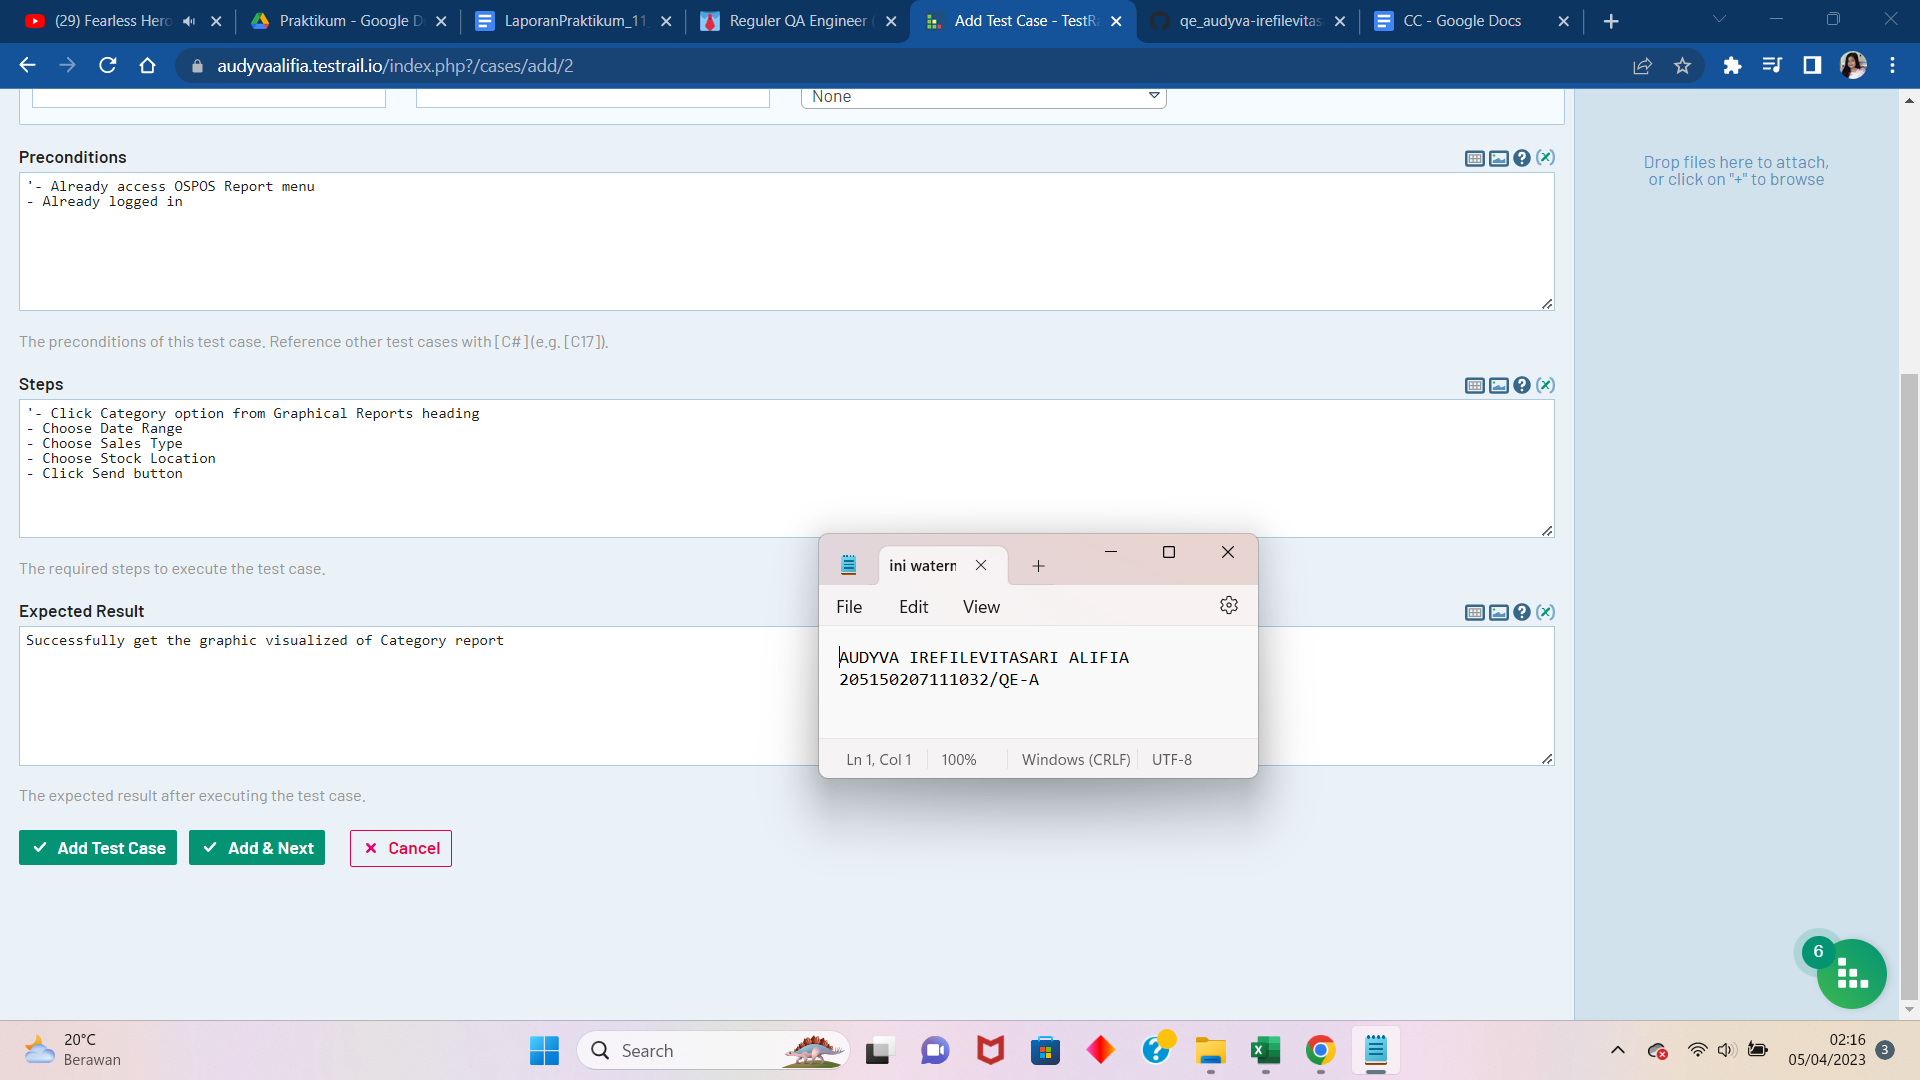 (29) Fearless Hero
Praktikum - Google D
LaporanPraktikum_11
Reguler QA Engineer
Add Test Case - TestRa
qe_audyva-irefilevitas
CC - Google Docs
audyvaalifia.testrail.io/index.php?/cases/add/2
None
Preconditions
'- Already access OSPOS Report menu
- Already logged in
The preconditions of this test case. Reference other test cases with [C#] (e.g. [C17]).
Drop files here to attach,
or click on "+" to browse
Steps
'- Click Category option from Graphical Reports heading
- Choose Date Range
- Choose Sales Type
- Choose Stock Location
- Click Send button
The required steps to execute the test case.
Expected Result
Successfully get the graphic visualized of Category report
The expected result after executing the test case.
Add Test Case
Add & Next
Cancel
ini watern
File
Edit
View
AUDYVA IREFILEVITASARI ALIFIA
205150207111032/QE-A
Ln 1, Col 1
100%
Windows (CRLF)
UTF-8
6
20°C
Berawan
Search
02:16
05/04/2023
3